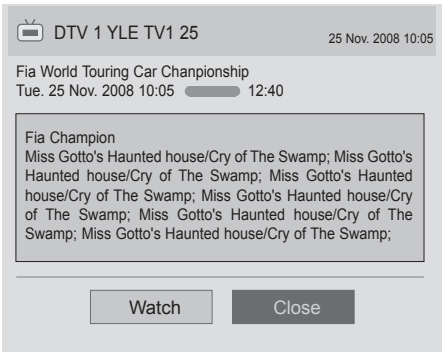 DTV 1 YLE TV1 25
25 Nov. 2008 10:05
Fia World Touring Car Chanpionship
Tue. 25 Nov. 2008 10:05 12:40
Fia Champion
Miss Gotto's Haunted house/Cry of The Swamp; Miss Gotto's
Haunted house/Cry of The Swamp; Miss Gotto's Haunted
house/Cry of The Swamp; Miss Gotto's Haunted house/Cry
of The Swamp; Miss Gotto's Haunted house/Cry of The
Swamp; Miss Gotto's Haunted house/Cry of The Swamp;
Watch
Close